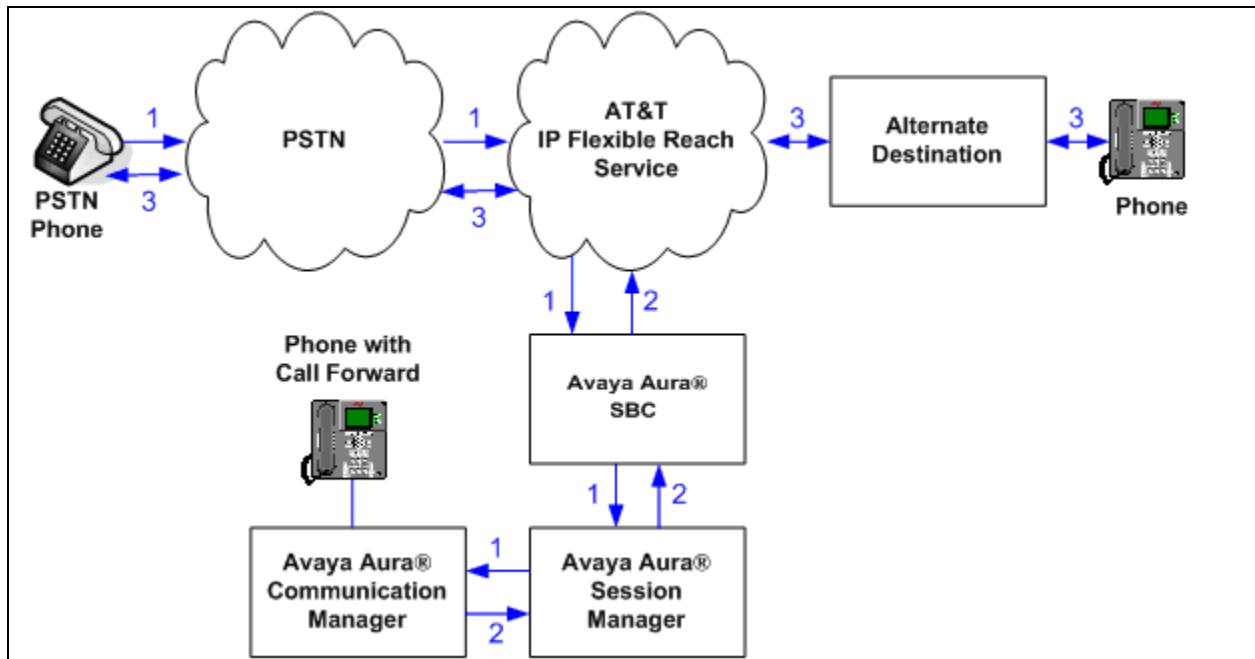 1
3
PSTN
Phone
PSTN
1
3
AT&T
IP Flexible Reach
Service
3
Alternate
Destination
3
Phone
1
2
Phone with
Call Forward
Avaya Aura®
SBC
1
2
Avaya Aura®
Communication
Manager
1
2
Avaya Aura®
Session
Manager